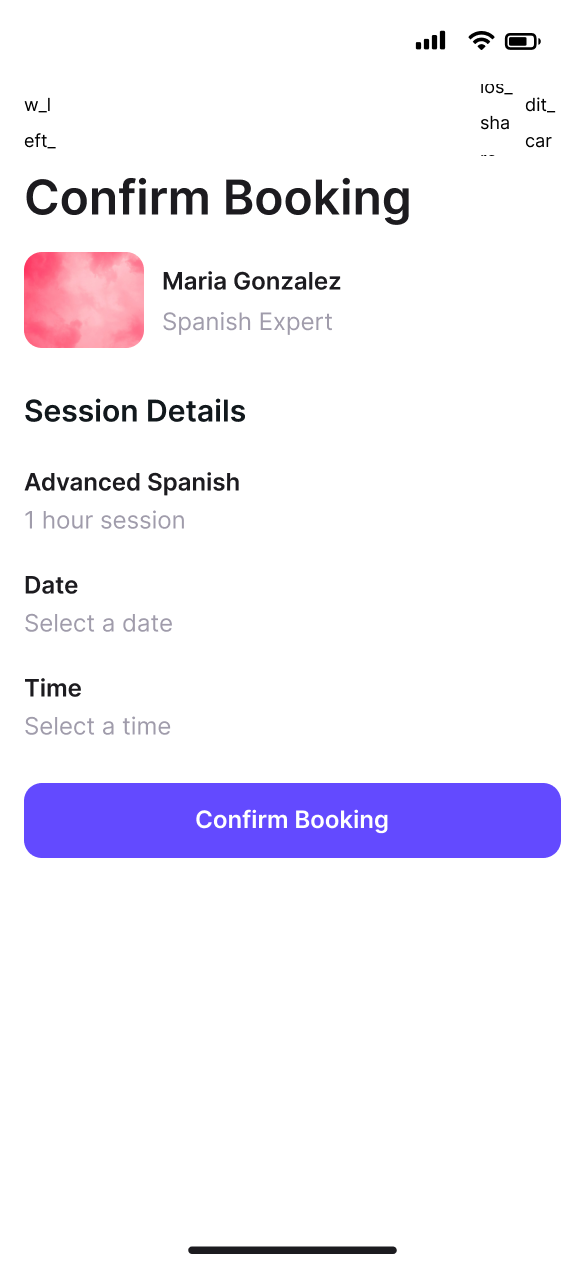 w_l
eft_
ios_
sha
dit_
car
Confirm Booking
Maria Gonzalez
Spanish Expert
Session Details
Advanced Spanish
1 hour session
Date
Select a date
Time
Select a time
Confirm Booking